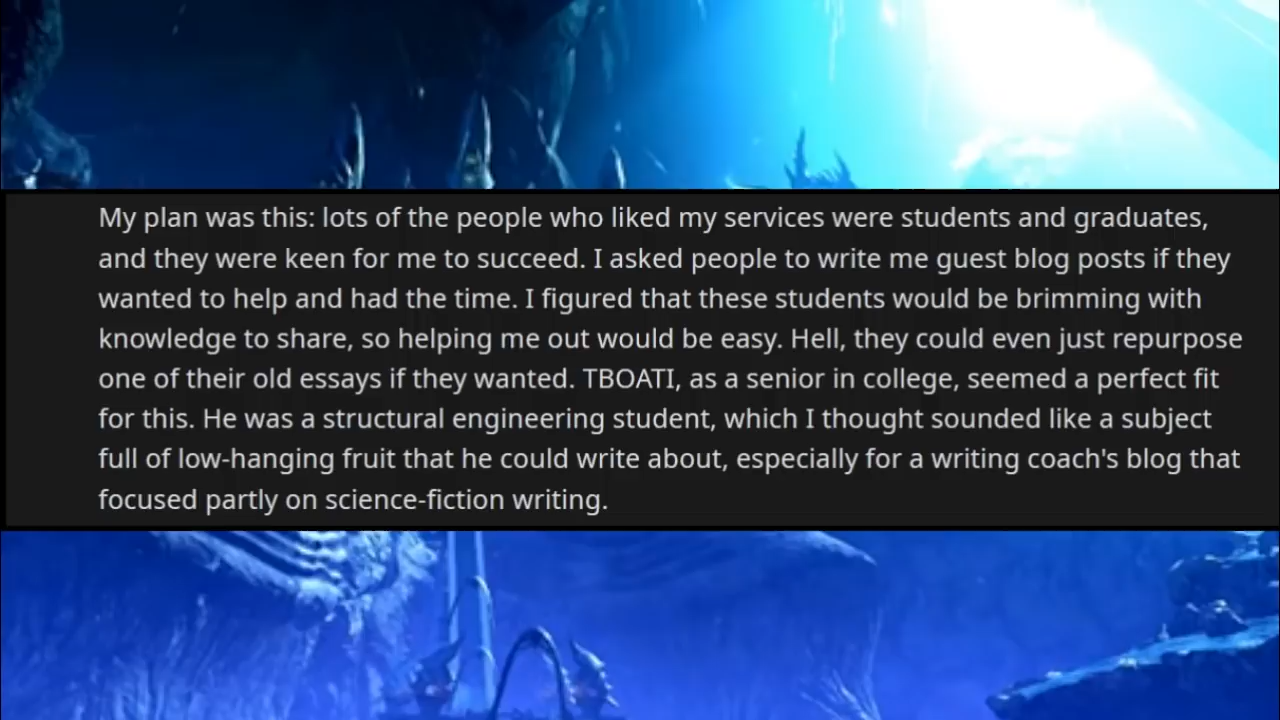 My plan was this: lots of the people who liked my services were students and graduates,
and they were keen for me to succeed. I asked people to write me guest blog posts if they
wanted to help and had the time. I figured that these students would be brimming with
knowledge to share, so helping me out would be easy. Hell, they could even just repurpose
one of their old essays if they wanted. TBOATI, as a senior in college, seemed a perfect fit
for this. He was a structural engineering student, which I thought sounded like a subject
full of low-hanging fruit that he could write about, especially for a writing coach's blog that
focused partly on science-fiction writing.